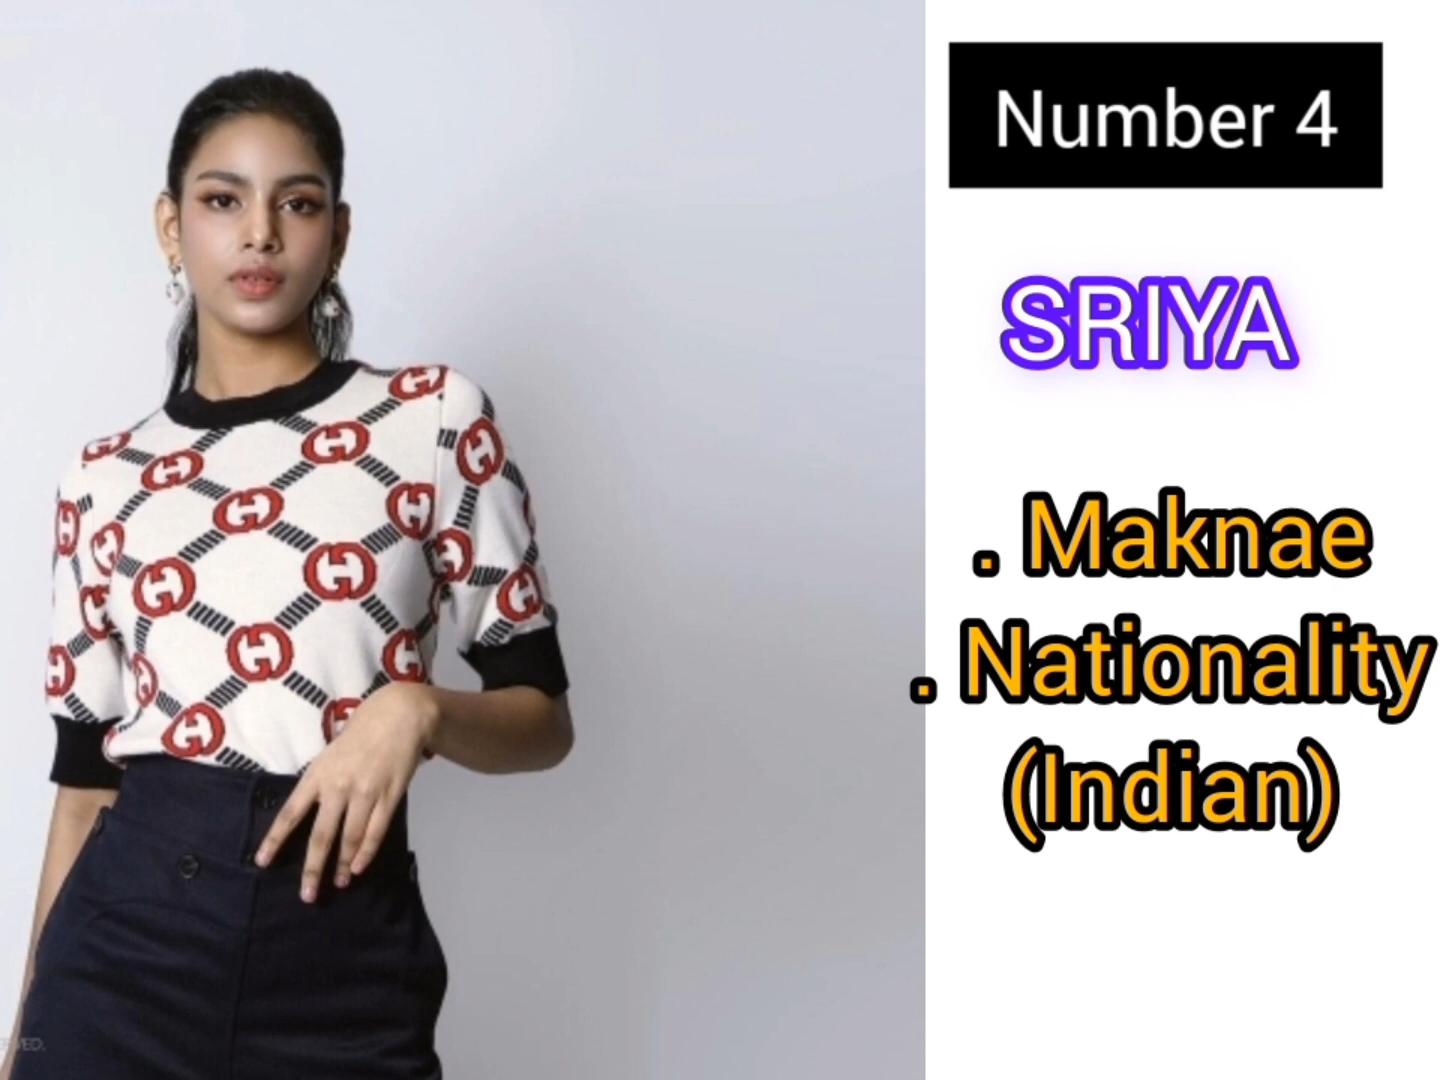 Number 4
SRIYA
. Maknae
. Nationality
(Indian)